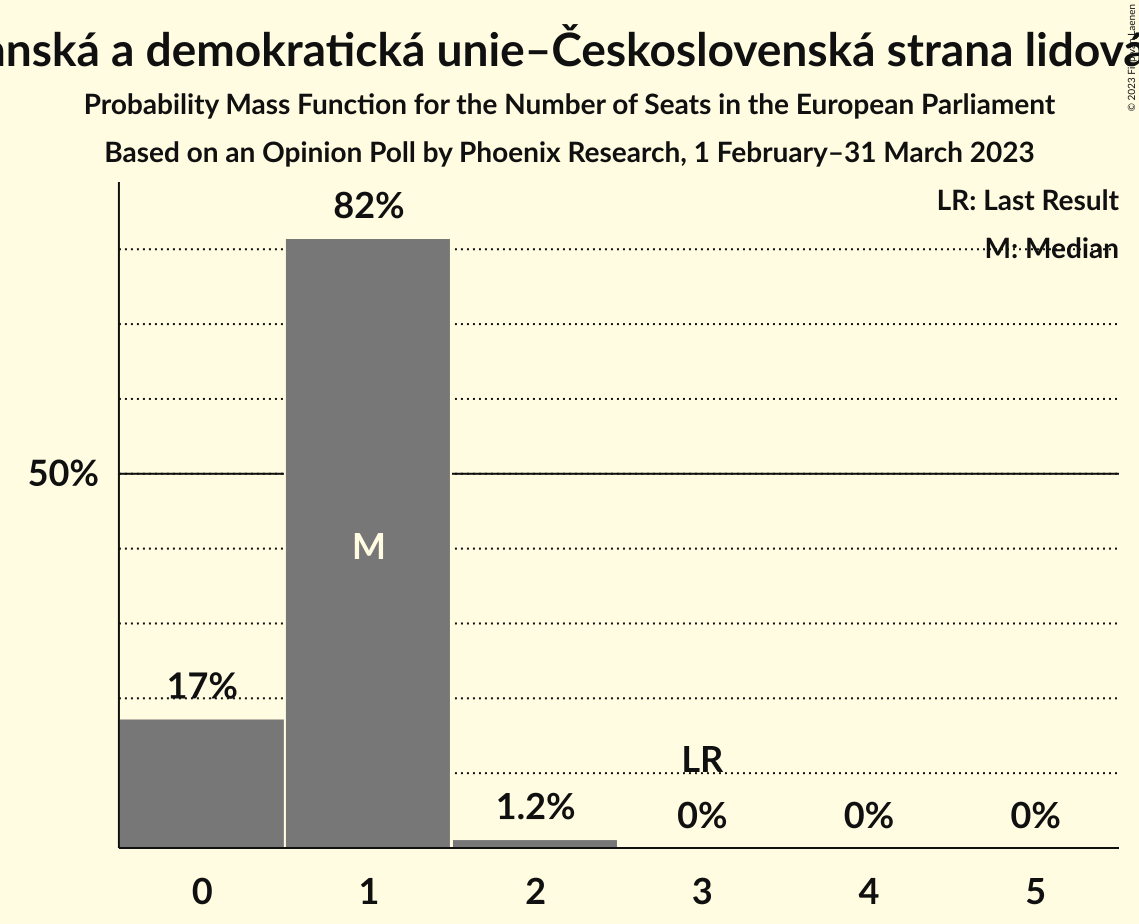 nská a demokratická unie–Československá strana lidov
Probability Mass Function for the Number of Seats in the European Parliament
Based on an Opinion Poll by Phoenix Research, 1 February–31 March 2023
© 2023 Laenen
LR: Last Result
M: Median
82%
50%
M
17%
LR
1.2%
0%
0%
0%
0 1 2 3 4 5